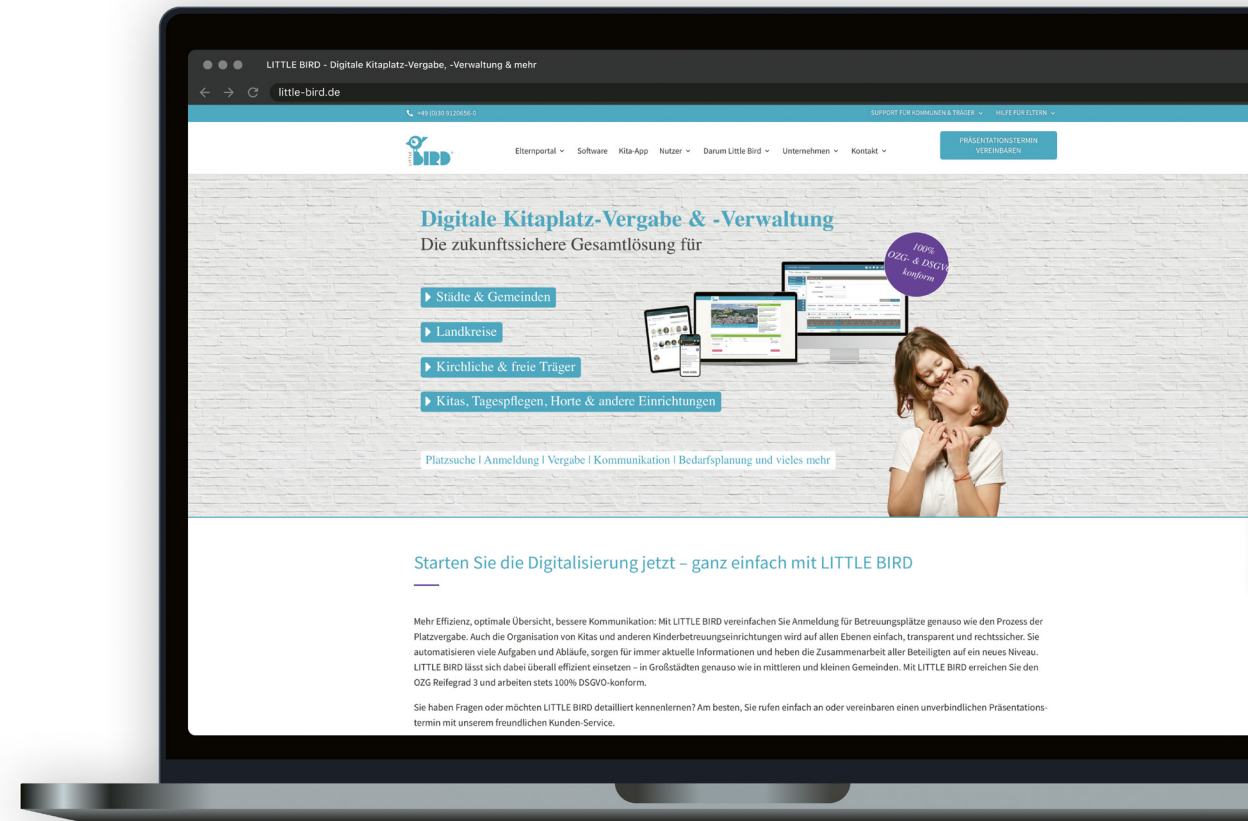 LITTLE BIRD - Digitale Kitaplatz-Vergabe, -Verwaltung & mehr
little-bird.de
+49 (0)30 9120656-0
SUPPORT FÜR KOMMUNEN & TRÄGER
HILFE FÜR ELTERN
LITTLE BIRD
Elternportal Software Kita-App Nutzer Darum Little Bird Unternehmen Kontakt
PRÄSENTATIONSTERMIN
VEREINBAREN
Digitale Kitaplatz-Vergabe & -Verwaltung
Die zukunftssichere Gesamtlösung für
100%
OZG- & DSGVO
konform
Städte & Gemeinden
Landkreise
Kirchliche & freie Träger
Kitas, Tagespflegen, Horte & andere Einrichtungen
Platzsuche | Anmeldung | Vergabe | Kommunikation | Bedarfsplanung und vieles mehr
Starten Sie die Digitalisierung jetzt – ganz einfach mit LITTLE BIRD
Mehr Effizienz, optimale Übersicht, bessere Kommunikation: Mit LITTLE BIRD vereinfachen Sie Anmeldung für Betreuungsplätze genauso wie den Prozess der
Platzvergabe. Auch die Organisation von Kitas und anderen Kinderbetreuungseinrichtungen wird auf allen Ebenen einfach, transparent und rechtssicher. Sie
automatisieren viele Aufgaben und Abläufe, sorgen für immer aktuelle Informationen und heben die Zusammenarbeit aller Beteiligten auf ein neues Niveau.
LITTLE BIRD lässt sich dabei überall effizient einsetzen – in Großstädten genauso wie in mittleren und kleinen Gemeinden. Mit LITTLE BIRD erreichen Sie den
OZG Reifegrad 3 und arbeiten stets 100% DSGVO-konform.
Sie haben Fragen oder möchten LITTLE BIRD detailliert kennenlernen? Am besten, Sie rufen einfach an oder vereinbaren einen unverbindlichen Präsentations-
termin mit unserem freundlichen Kunden-Service.